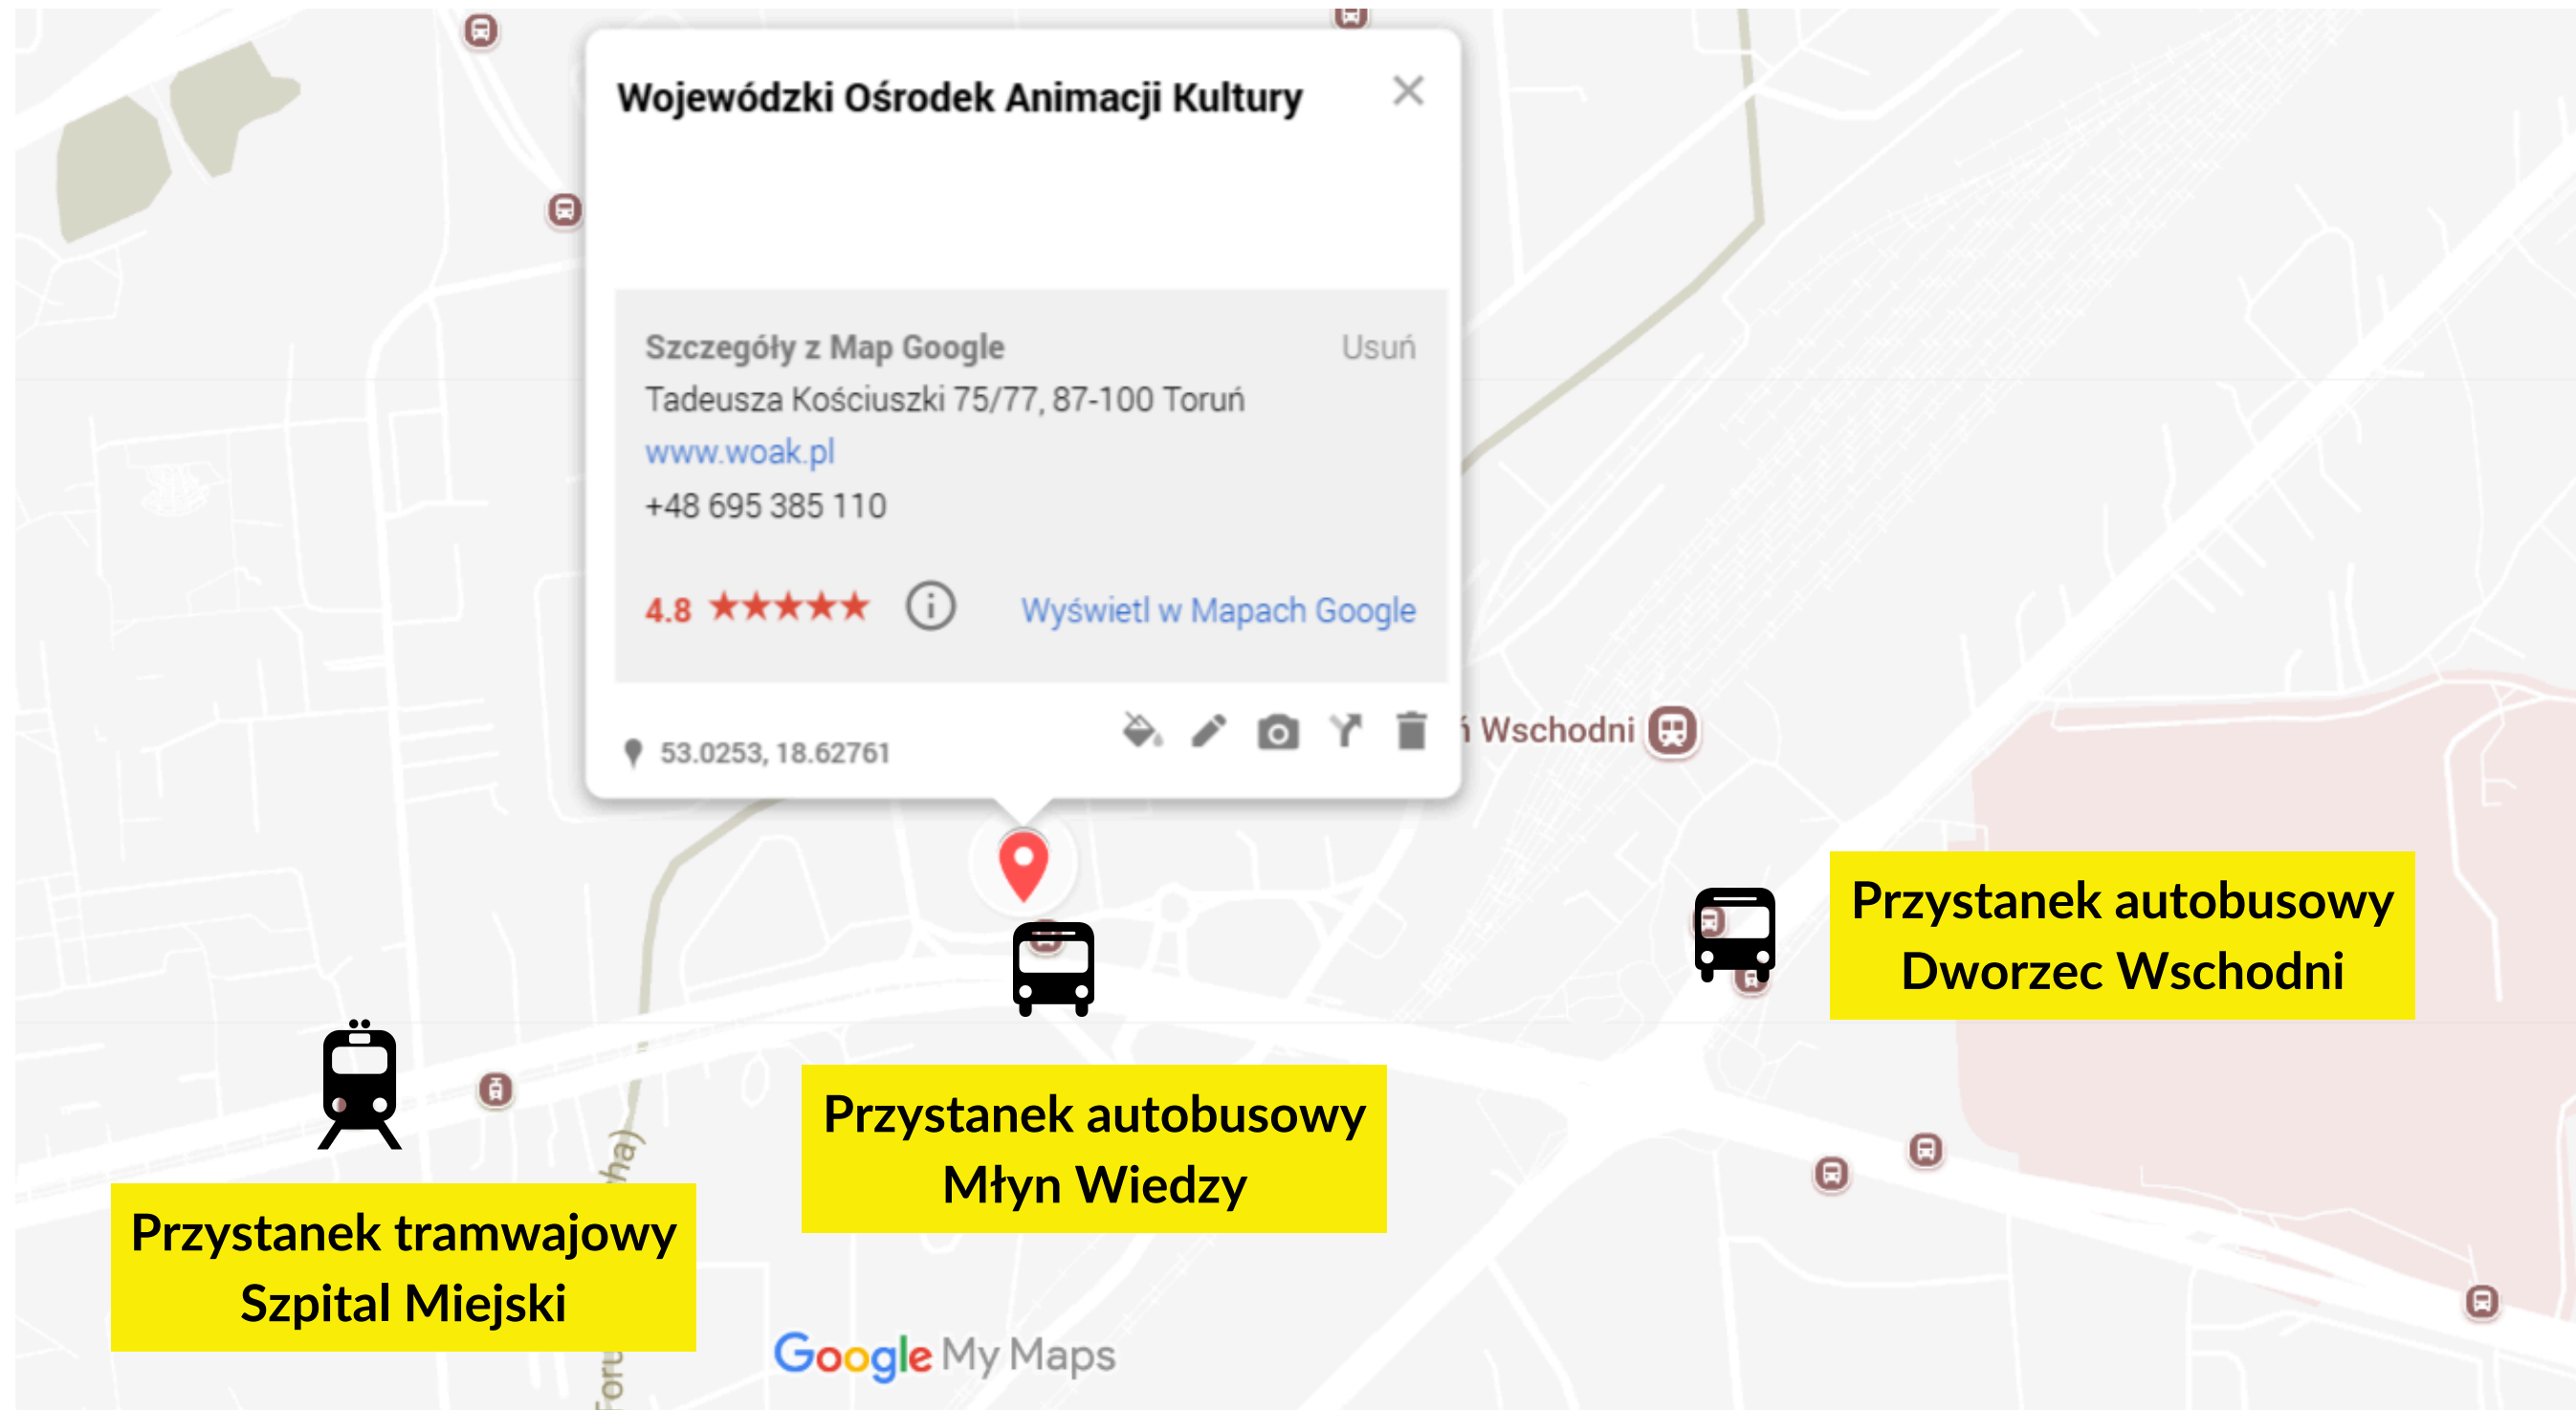 Wojewódzki Ośrodek Animacji Kultury
Szczegóły z Map Google
Usuń
Tadeusza Kościuszki 75/77, 87-100 Toruń
www.woak.pl
+48 695 385 110
4.8
Wyświetl w Mapach Google
53.0253, 18.62761
Wschodni
Przystanek autobusowy
Dworzec Wschodni
Przystanek autobusowy
Młyn Wiedzy
Przystanek tramwajowy
Szpital Miejski
Google My Maps